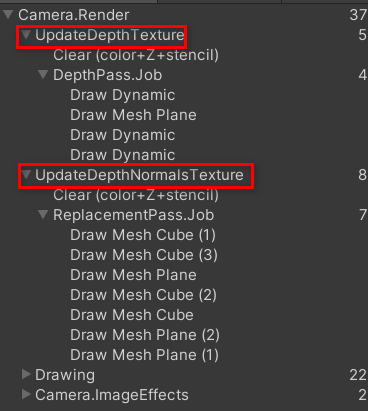 Camera.Render 37
UpdateDepthTexture 5
Clear (color+Z+stencil)
DepthPass.Job 4
Draw Dynamic
Draw Mesh Plane
Draw Dynamic
Draw Dynamic
UpdateDepthNormalsTexture 8
Clear (color+Z+stencil)
ReplacementPass.Job 7
Draw Mesh Cube (1)
Draw Mesh Cube (3)
Draw Mesh Plane
Draw Mesh Cube (2)
Draw Mesh Cube
Draw Mesh Plane (2)
Draw Mesh Plane (1)
Drawing 22
Camera.ImageEffects 2